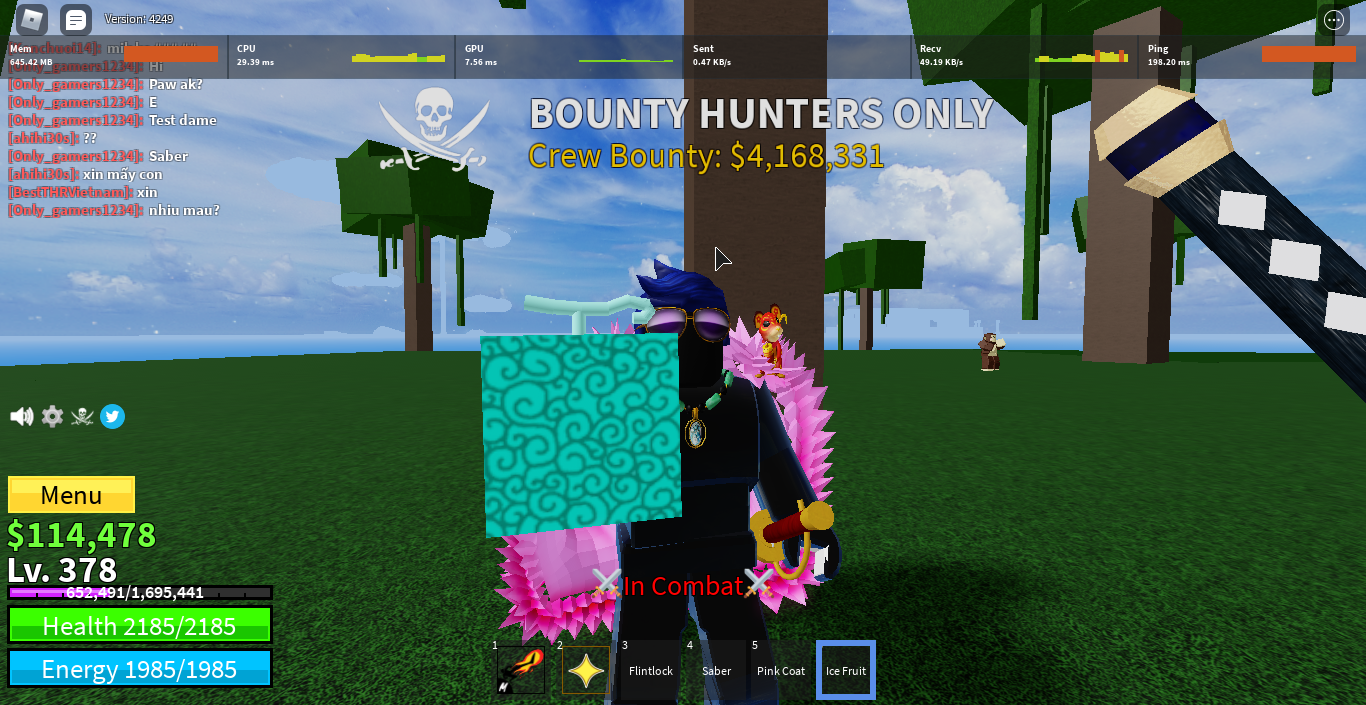 Version: 4249
Mem
645.42 MB
CPU
29.39 ms
GPU
7.56 ms
Sent
0.47 KB/s
Recv
49.19 KB/s
Ping
198.20 ms
[Only_gamers1234]: Hi
[Only_gamers1234]: Paw ak?
[Only_gamers1234]: E
[Only_gamers1234]: Test dame
[ahihi30s]: ??
[Only_gamers1234]: Saber
[ahihi30s]: xin mấy con
[BestTHRVietnam]: xin
[Only_gamers1234]: nhiu mau?
BOUNTY HUNTERS ONLY
Crew Bounty: $4,168,331
Menu
$114,478
Lv. 378
652,491/1,695,441
Health 2185/2185
Energy 1985/1985
In Combat
1
2
3
Flintlock
4
Saber
5
Pink Coat
Ice Fruit